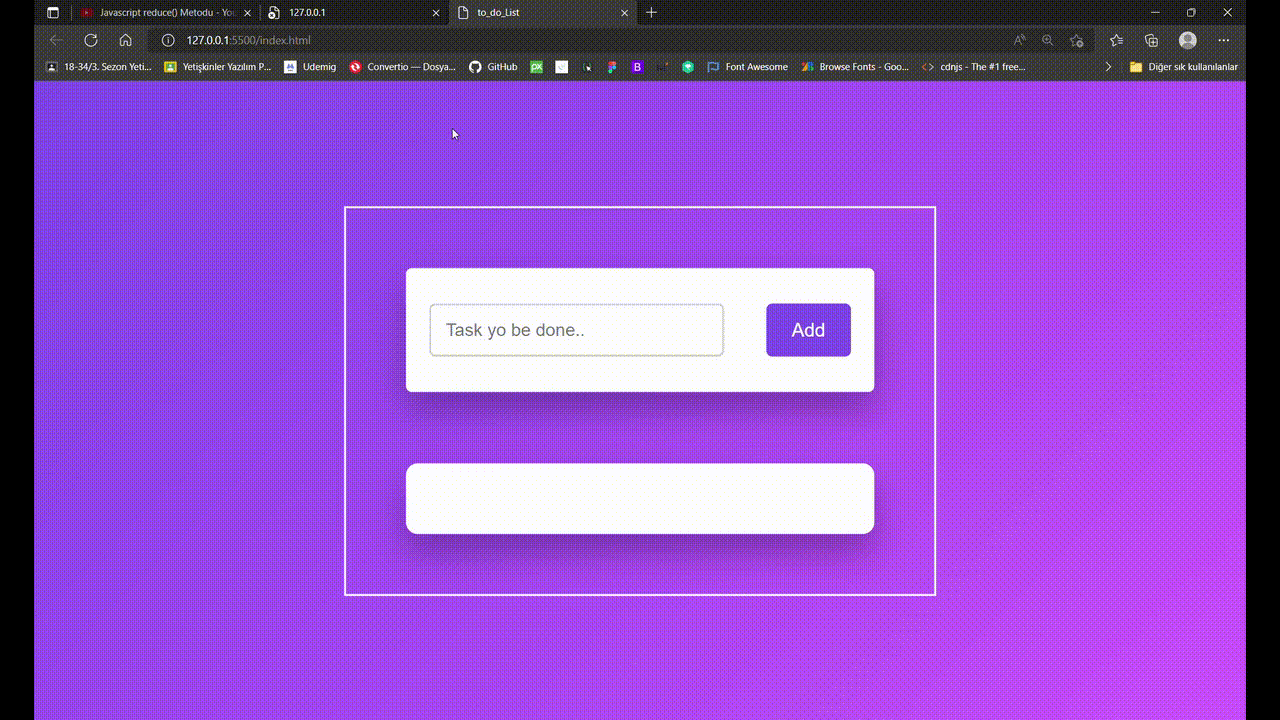 Javascript reduce() Metodu - You
127.0.0.1
to_do_List
127.0.0.1:5500/index.html
18-34/3. Sezon Yeti...
Yetişkinler Yazılım P...
Udemig
Convertio — Dosya...
GitHub
Font Awesome
Browse Fonts - Goo...
cdnjs - The #1 free...
Diğer sık kullanılanlar
Task yo be done..
Add